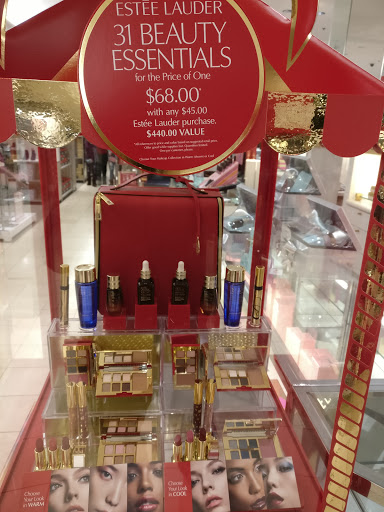 ESTĒE LAUDER
31 BEAUTY
ESSENTIALS
for the Price of One
$68.00*
with any $45.00
Estée Lauder purchase.
$440.00 VALUE
Choose
Your Look
in WARM
Choose
Your Look
in COOL